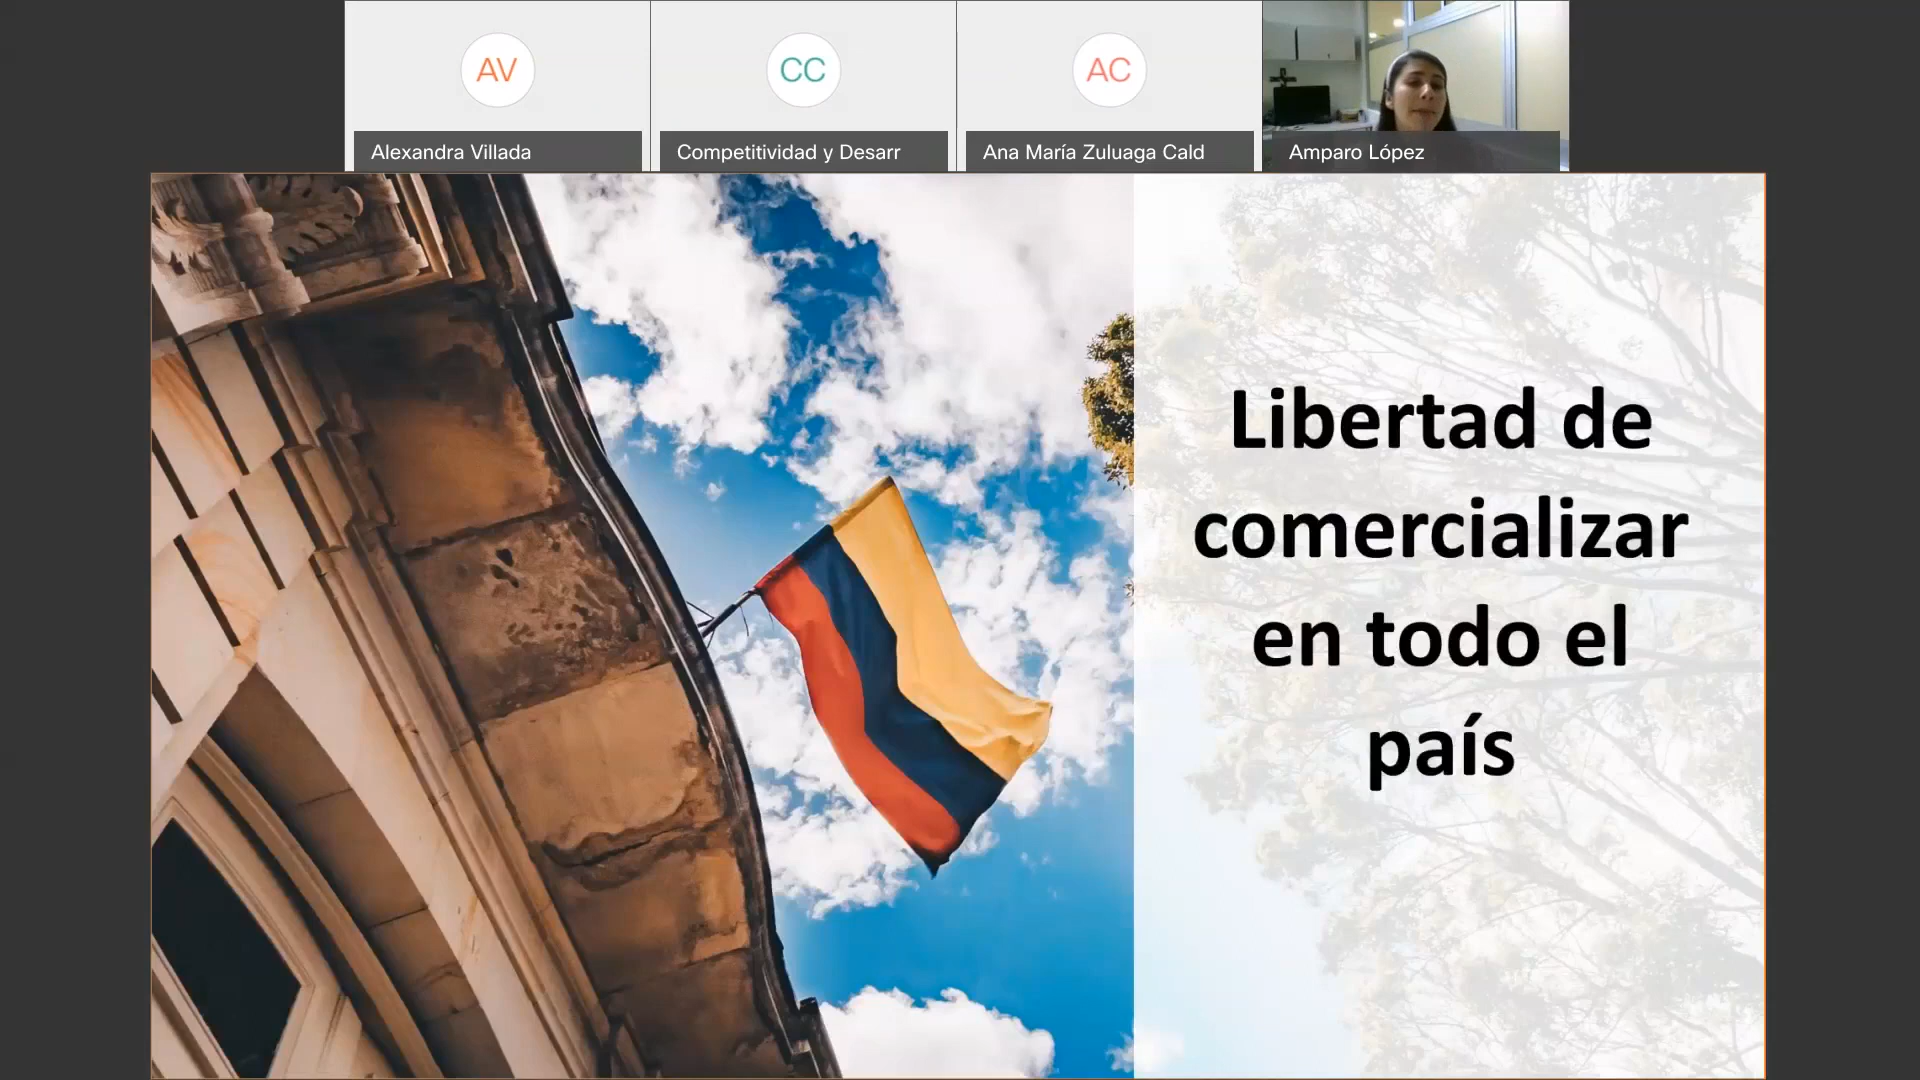 AV
CC
AC
Alexandra Villada
Competitividad y Desarr
Ana María Zuluaga Cald
Amparo López
Libertad de
comercializar
en todo el
país